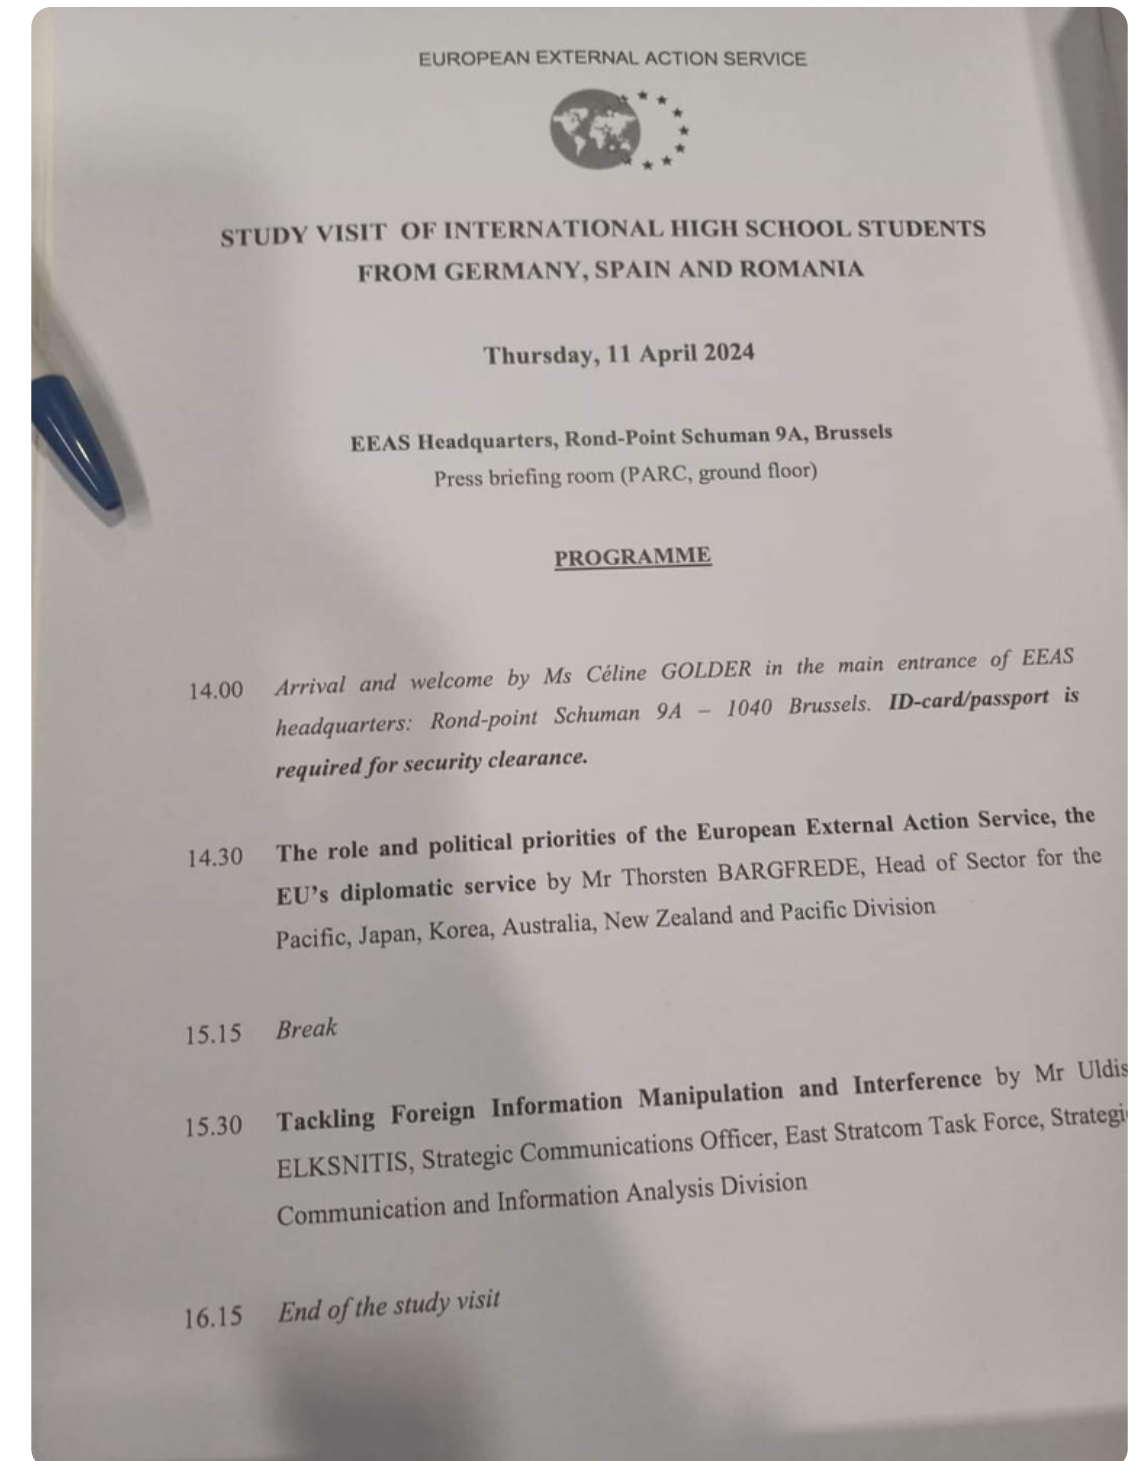 EUROPEAN EXTERNAL ACTION SERVICE
STUDY VISIT OF INTERNATIONAL HIGH SCHOOL STUDENTS
FROM GERMANY, SPAIN AND ROMANIA
Thursday, 11 April 2024
EEAS Headquarters, Rond-Point Schuman 9A, Brussels
Press briefing room (PARC, ground floor)
PROGRAMME
14.00 Arrival and welcome by Ms Céline GOLDER in the main entrance of EEAS
headquarters: Rond-point Schuman 9A – 1040 Brussels. ID-card/passport is
required for security clearance.
14.30 The role and political priorities of the European External Action Service, the
EU's diplomatic service by Mr Thorsten BARGFREDE, Head of Sector for the
Pacific, Japan, Korea, Australia, New Zealand and Pacific Division
15.15 Break
15.30 Tackling Foreign Information Manipulation and Interference by Mr Uldis
ELKSNITIS, Strategic Communications Officer, East Stratcom Task Force, Strategic
Communication and Information Analysis Division
16.15 End of the study visit